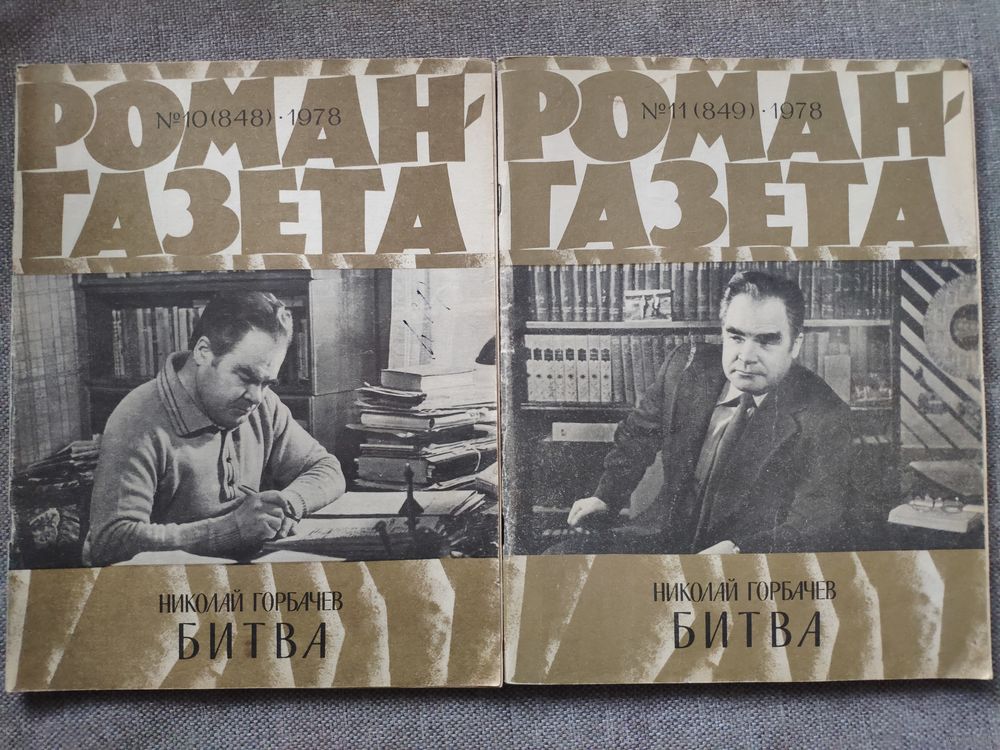 РОМАН-
№10(848)·1978
ГАЗЕТА
НИКОЛАЙ ГОРБАЧЕВ
БИТВА
РОМАН-
№11(849)·1978
ГАЗЕТА
НИКОЛАЙ ГОРБАЧЕВ
БИТВА